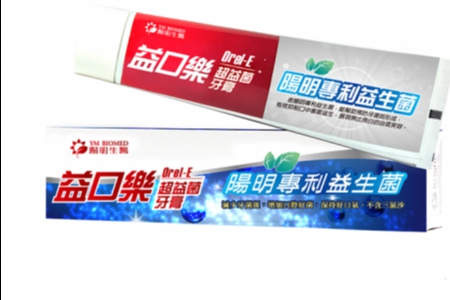 YM BIOMED
陽明生醫
益口樂
Oral-E
超益菌
牙膏
陽明專利益生菌
YM BIOMED
陽明生醫
益口樂
Oral-E
超益菌
牙膏
陽明專利益生菌